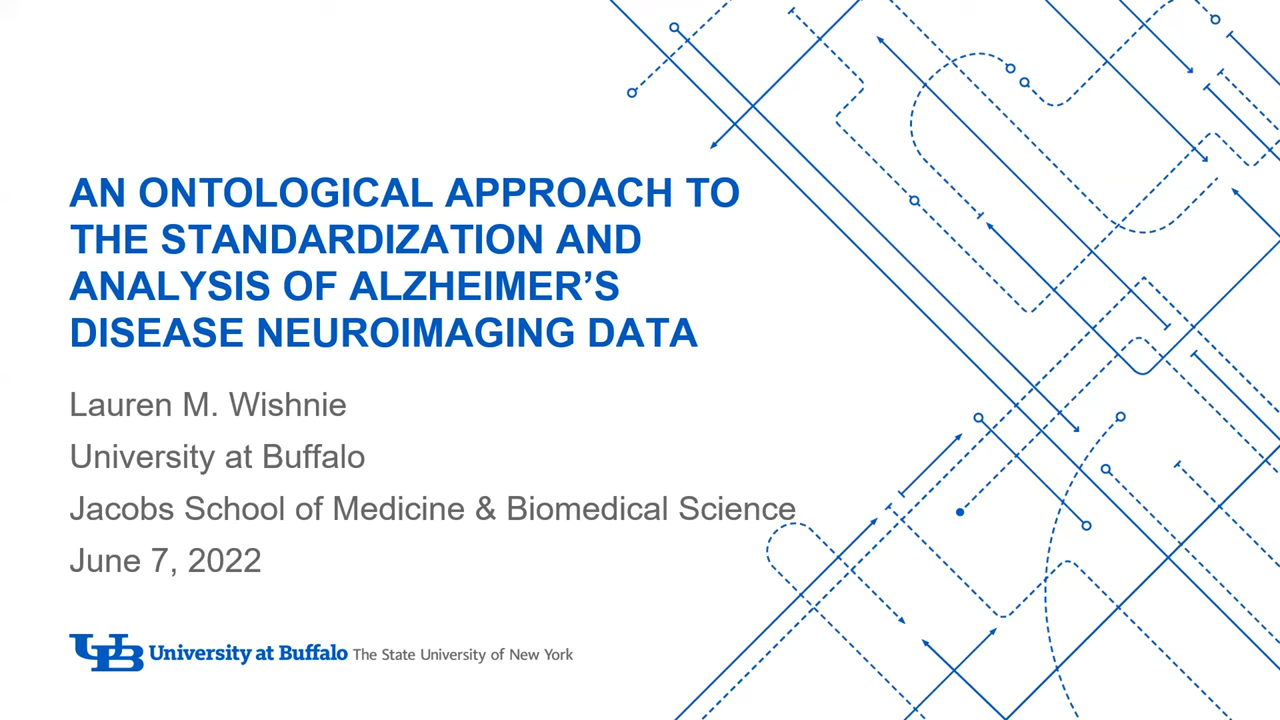 AN ONTOLOGICAL APPROACH TO
THE STANDARDIZATION AND
ANALYSIS OF ALZHEIMER’S
DISEASE NEUROIMAGING DATA
Lauren M. Wishnie
University at Buffalo
Jacobs School of Medicine & Biomedical Science
June 7, 2022
UB University at Buffalo The State University of New York